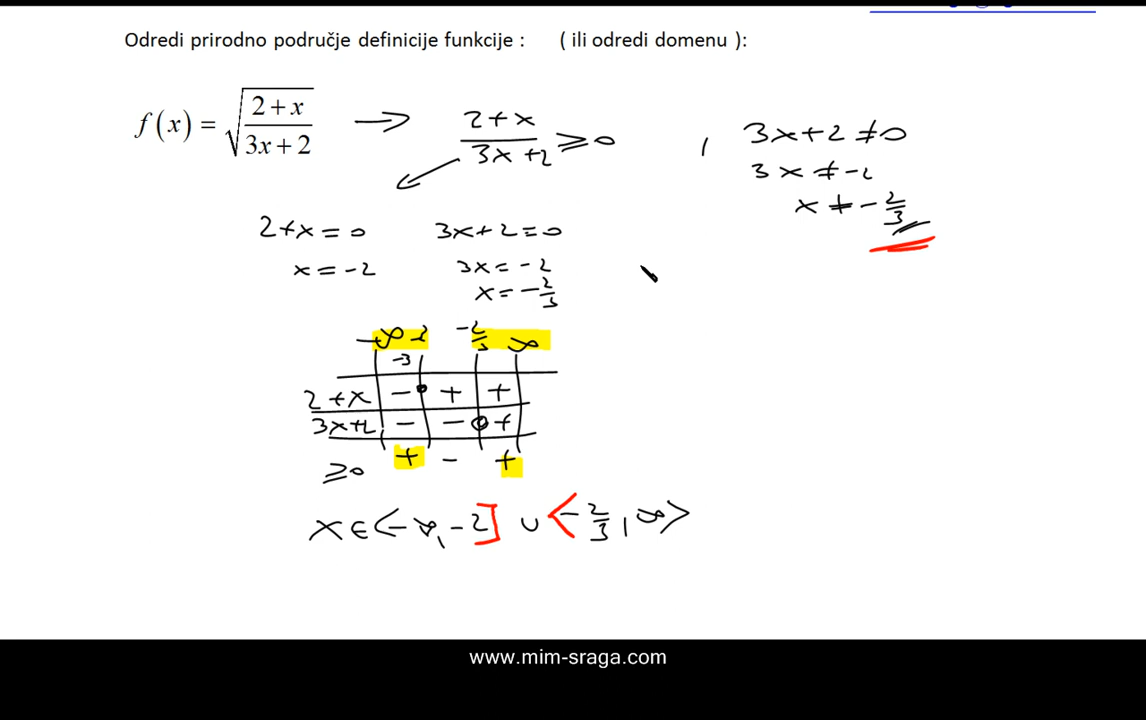 Odredi prirodno područje definicije funkcije : ( ili odredi domenu ):
f(x) = √((2+x)/(3x+2)) → (2+x)/(3x+2) ≥ 0 , 3x+2 ≠ 0
3x ≠ -2
x ≠ -2/3
2+x = 0 3x+2 = 0
x = -2 3x = -2
x = -2/3
-∞ -2 -2/3 ∞
-3
2+x - + +
3x+2 - - +
≥0 + - +
x ∈ <-∞, -2] ∪ <-2/3, ∞>
www.mim-sraga.com